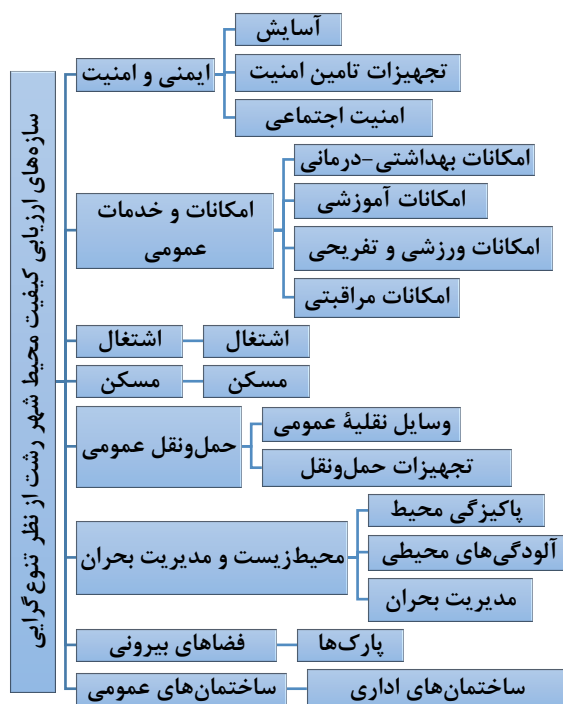 سازه‌های ارزیابی کیفیت محیط شهر رشت از نظر تنوع‌گرایی
ایمنی و امنیت
آسایش
تجهیزات تامین امنیت
امنیت اجتماعی
امکانات و خدمات
عمومی
امکانات بهداشتی-درمانی
امکانات آموزشی
امکانات ورزشی و تفریحی
امکانات مراقبتی
اشتغال
اشتغال
مسکن
مسکن
حمل‌ونقل عمومی
وسایل نقلیهٔ عمومی
تجهیزات حمل‌ونقل
محیط‌زیست و مدیریت بحران
پاکیزگی محیط
آلودگی‌های محیطی
مدیریت بحران
فضاهای بیرونی
پارک‌ها
ساختمان‌های عمومی
ساختمان‌های اداری